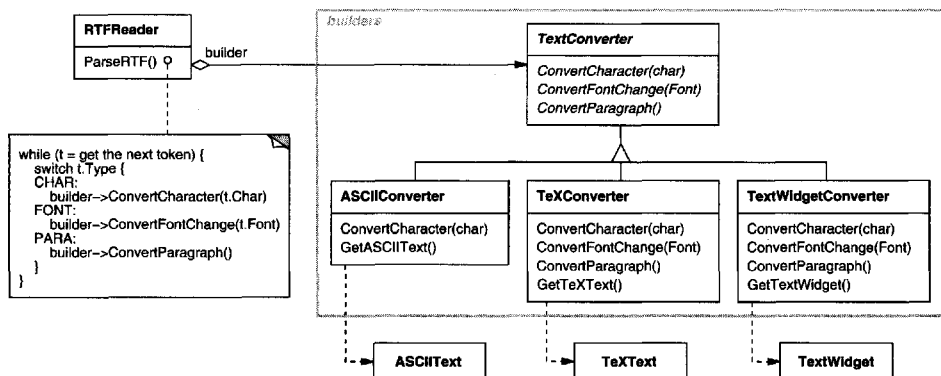 builders
RTFReader
ParseRTF()
builder
TextConverter
ConvertCharacter(char)
ConvertFontChange(Font)
ConvertParagraph()
while (t = get the next token) {
switch t.Type {
CHAR:
builder->ConvertCharacter(t.Char)
FONT:
builder->ConvertFontChange(t.Font)
PARA:
builder->ConvertParagraph()
}
}
ASCIIConverter
ConvertCharacter(char)
GetASCIIText()
TeXConverter
ConvertCharacter(char)
ConvertFontChange(Font)
ConvertParagraph()
GetTeXText()
TextWidgetConverter
ConvertCharacter(char)
ConvertFontChange(Font)
ConvertParagraph()
GetTextWidget()
ASCIIText
TeXText
TextWidget